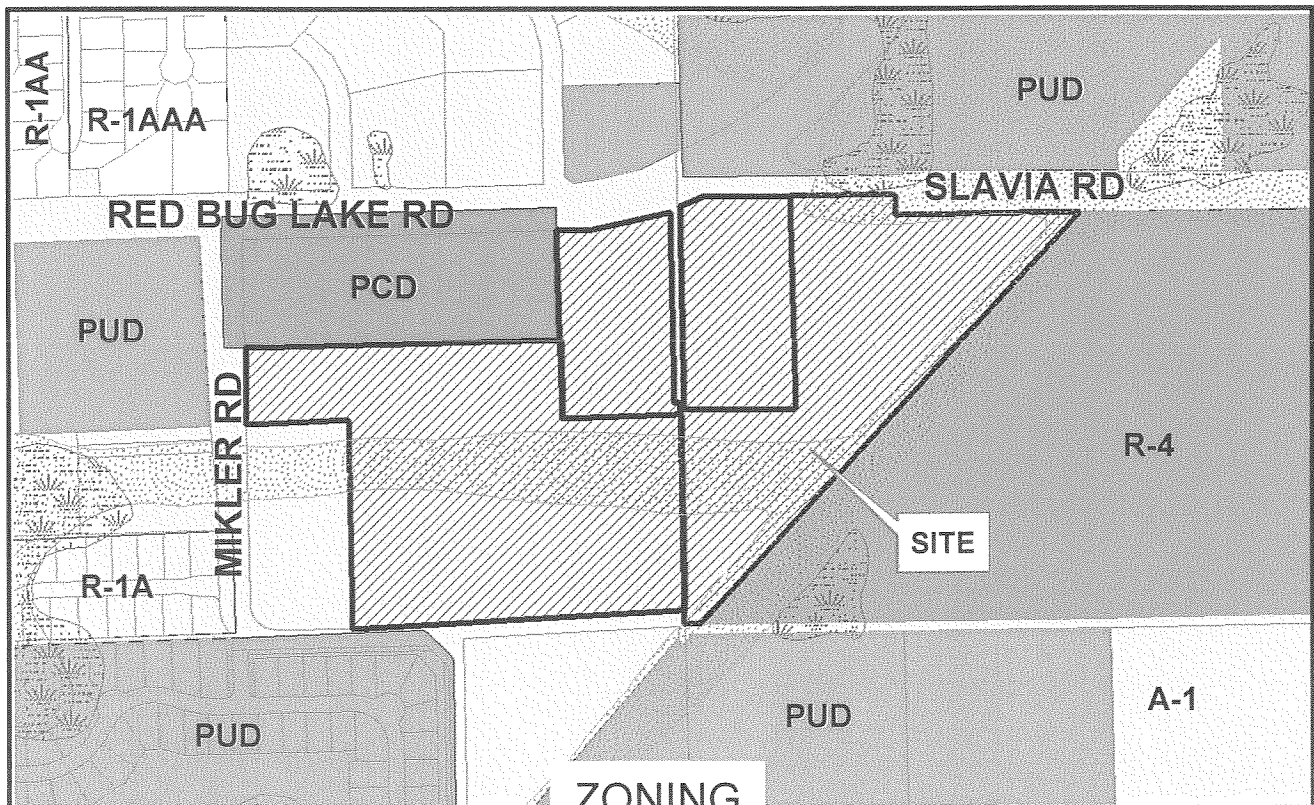 R-1AA
R-1AAA
PUD
RED BUG LAKE RD
SLAVIA RD
PCD
PUD
MIKLER RD
R-4
SITE
R-1A
A-1
PUD
PUD
ZONING